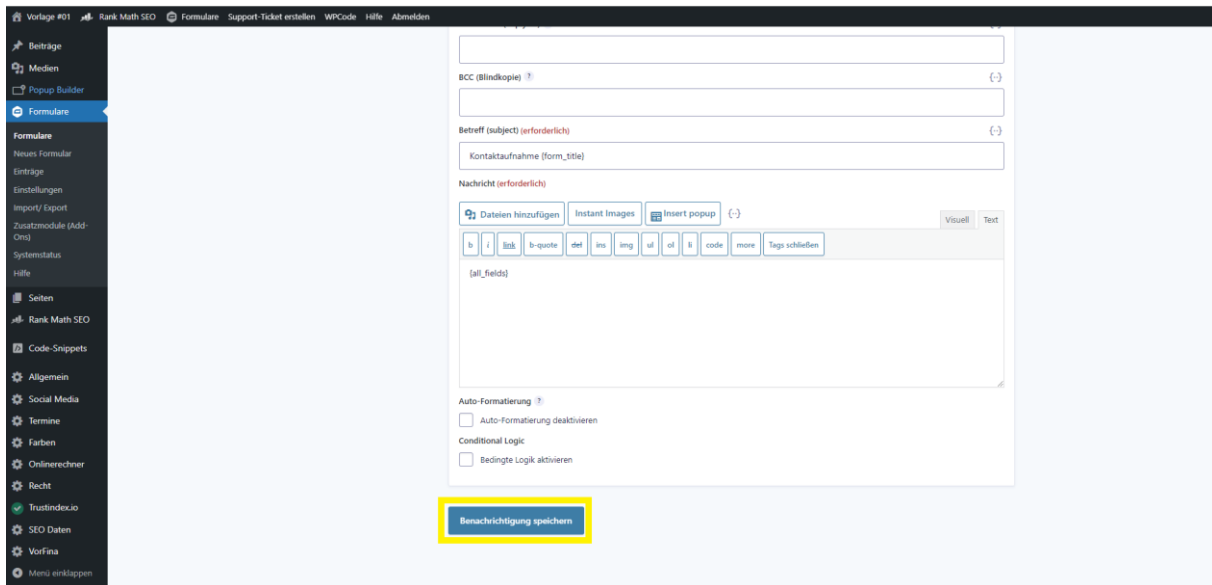 Vorlage #01 Rank Math SEO Formulare Support-Ticket erstellen WPCode Hilfe Abmelden
Beiträge
Medien
Popup Builder
Formulare
Formulare
Neues Formular
Einträge
Einstellungen
Import/ Export
Zusatzmodule (Add-
Ons)
Systemstatus
Hilfe
Seiten
Rank Math SEO
Code-Snippets
Allgemein
Social Media
Termine
Farben
Onlinerechner
Recht
Trustindex.io
SEO Daten
VorFina
Menü einklappen
BCC (Blindkopie) ? {··}
Betreff (subject) (erforderlich) {··}
Kontaktaufnahme {form_title}
Nachricht (erforderlich)
Dateien hinzufügen Instant Images Insert popup {··}
Visuell Text
b i link b-quote del ins img ul ol li code more Tags schließen
{all_fields}
Auto-Formatierung ?
Auto-Formatierung deaktivieren
Conditional Logic
Bedingte Logik aktivieren
Benachrichtigung speichern